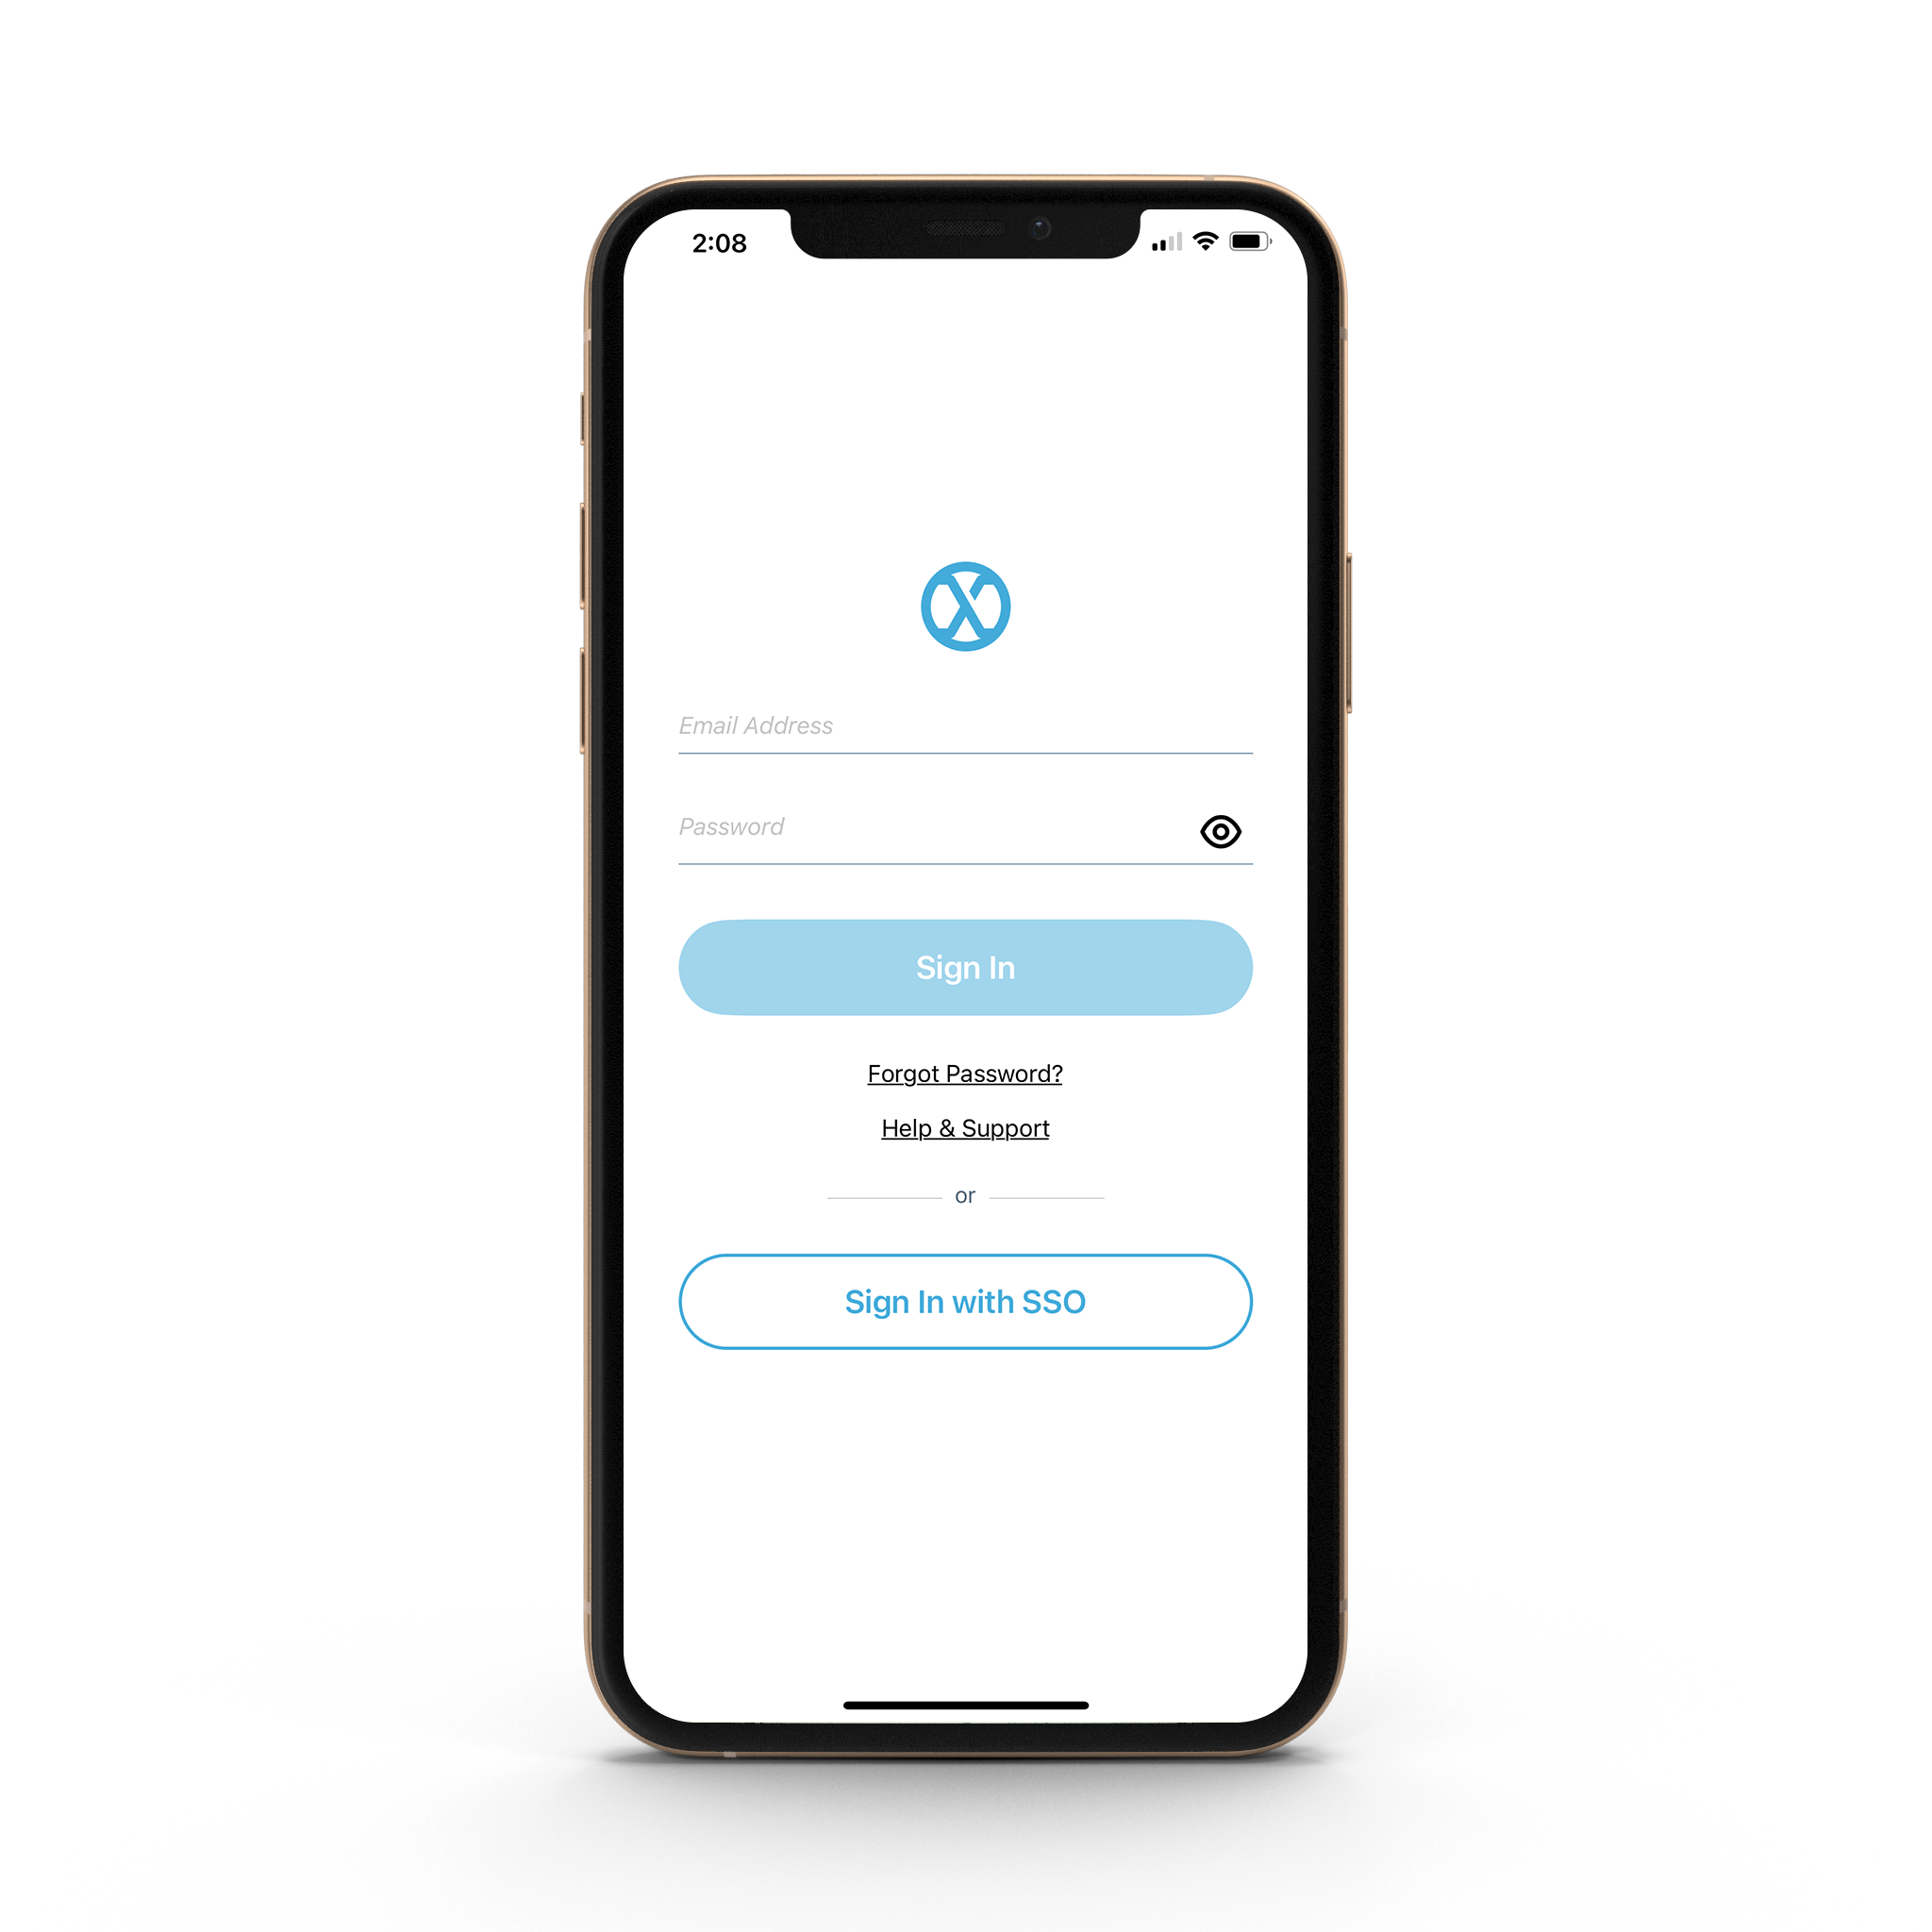 2:08
Email Address
Password
Sign In
Forgot Password?
Help & Support
or
Sign In with SSO